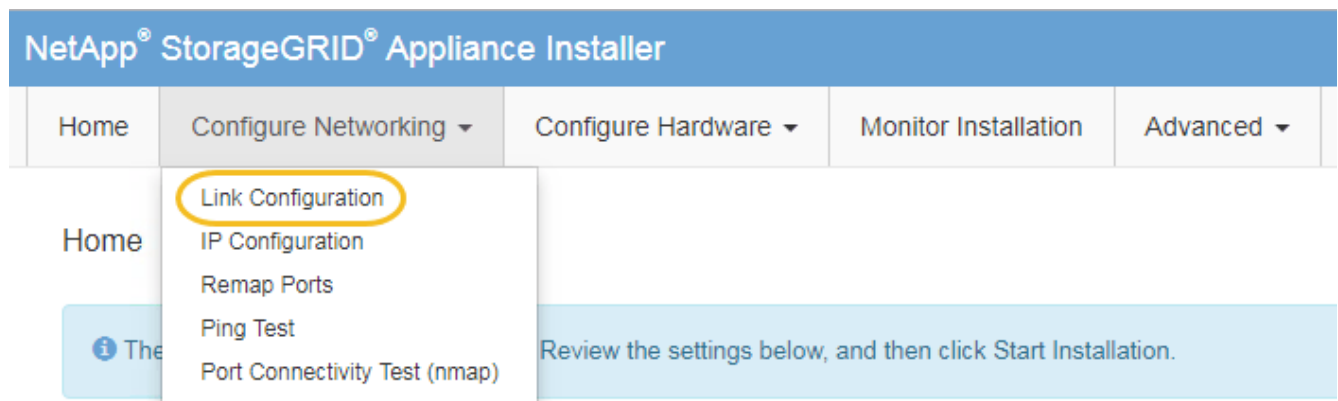 NetApp® StorageGRID® Appliance Installer
Home Configure Networking Configure Hardware Monitor Installation Advanced
Link Configuration
Home IP Configuration
Remap Ports
Ping Test
The Review the settings below, and then click Start Installation.
Port Connectivity Test (nmap)